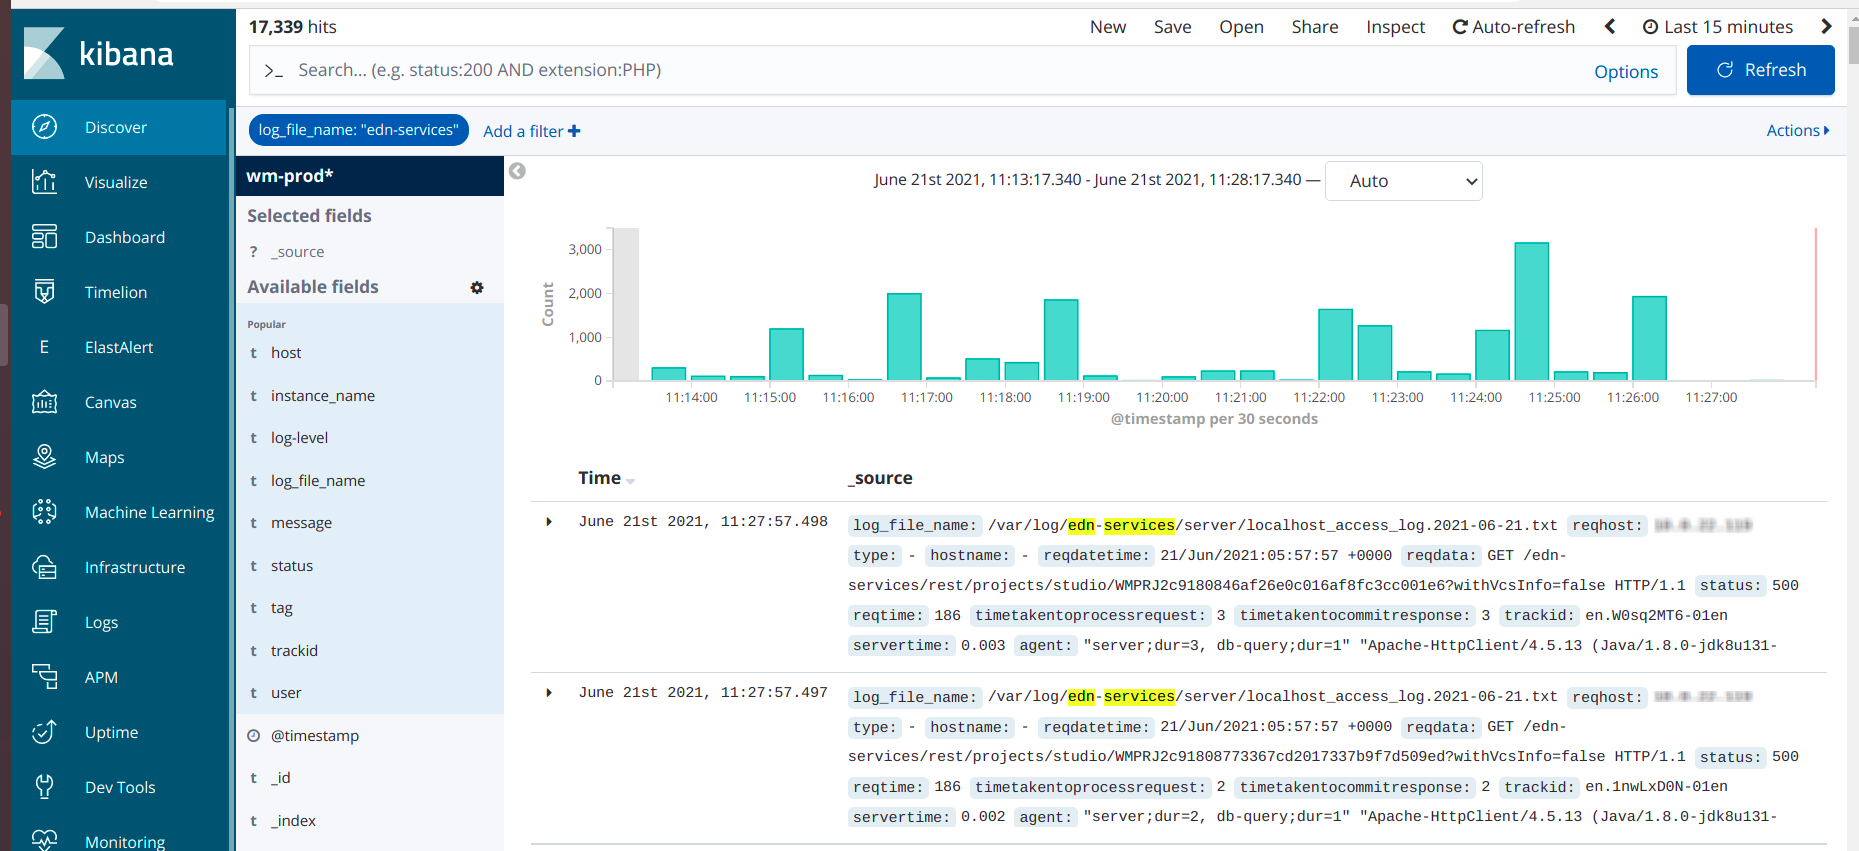 17,339 hits
New Save Open Share Inspect Auto-refresh Last 15 minutes
kibana
>_ Search... (e.g. status:200 AND extension:PHP) Options Refresh
log_file_name: "edn-services" Add a filter Actions
Discover
Visualize
Dashboard
Timelion
E ElastAlert
Canvas
Maps
Machine Learning
Infrastructure
Logs
APM
Uptime
Dev Tools
Monitoring
wm-prod*
Selected fields
? _source
Available fields
Popular
t host
t instance_name
t log-level
t log_file_name
t message
t status
t tag
t trackid
t user
@timestamp
t _id
t _index
June 21st 2021, 11:13:17.340 - June 21st 2021, 11:28:17.340 — Auto
Count
3,000
2,000
1,000
0
11:14:00 11:15:00 11:16:00 11:17:00 11:18:00 11:19:00 11:20:00 11:21:00 11:22:00 11:23:00 11:24:00 11:25:00 11:26:00 11:27:00
@timestamp per 30 seconds
Time _source
June 21st 2021, 11:27:57.498 log_file_name: /var/log/edn-services/server/localhost_access_log.2021-06-21.txt reqhost:
type: - hostname: - reqdatetime: 21/Jun/2021:05:57:57 +0000 reqdata: GET /edn-
services/rest/projects/studio/WMPRJ2c9180846af26e0c016af8fc3cc001e6?withVcsInfo=false HTTP/1.1 status: 500
reqtime: 186 timetakentoprocessrequest: 3 timetakentocommitresponse: 3 trackid: en.W0sq2MT6-01en
servertime: 0.003 agent: "server;dur=3, db-query;dur=1" "Apache-HttpClient/4.5.13 (Java/1.8.0-jdk8u131-
June 21st 2021, 11:27:57.497 log_file_name: /var/log/edn-services/server/localhost_access_log.2021-06-21.txt reqhost:
type: - hostname: - reqdatetime: 21/Jun/2021:05:57:57 +0000 reqdata: GET /edn-
services/rest/projects/studio/WMPRJ2c91808773367cd2017337b9f7d509ed?withVcsInfo=false HTTP/1.1 status: 500
reqtime: 186 timetakentoprocessrequest: 2 timetakentocommitresponse: 2 trackid: en.1nwLxD0N-01en
servertime: 0.002 agent: "server;dur=2, db-query;dur=1" "Apache-HttpClient/4.5.13 (Java/1.8.0-jdk8u131-